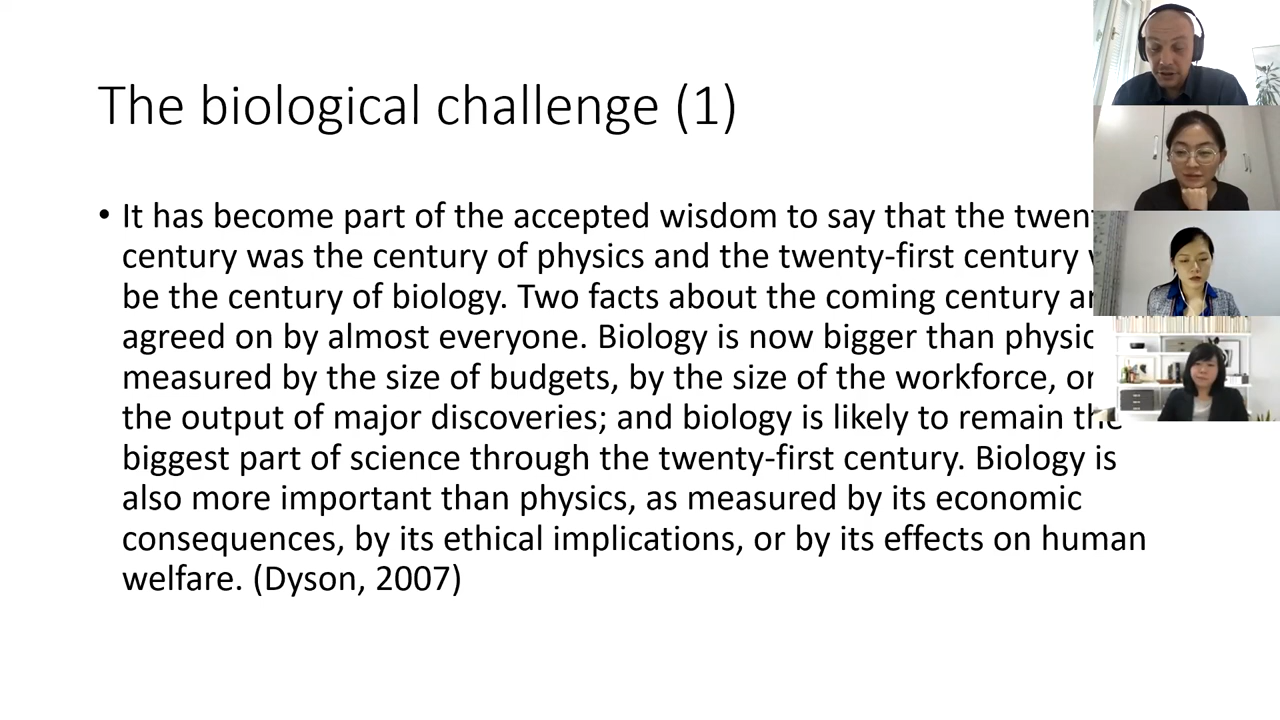 The biological challenge (1)
• It has become part of the accepted wisdom to say that the
century was the century of physics and the twenty-first century
be the century of biology. Two facts about the coming century
agreed on by almost everyone. Biology is now bigger than
measured by the size of budgets, by the size of the workforce, or
the output of major discoveries; and biology is likely to remain the
biggest part of science through the twenty-first century. Biology is
also more important than physics, as measured by its economic
consequences, by its ethical implications, or by its effects on human
welfare. (Dyson, 2007)